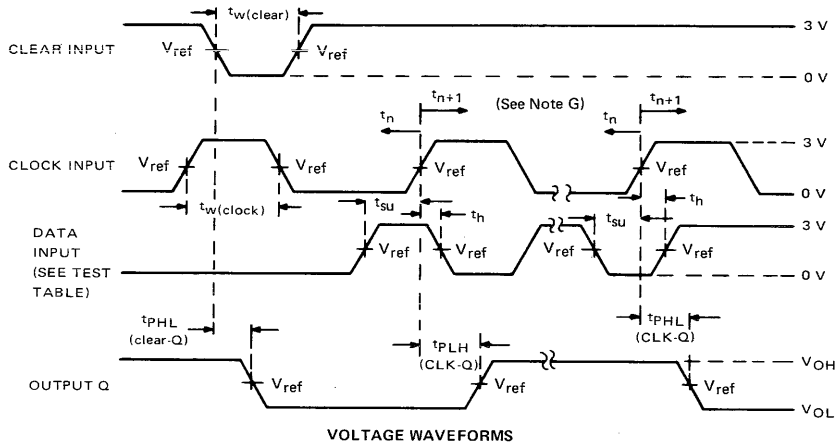 tw(clear)
3 V
CLEAR INPUT
Vref
Vref
0 V
tn+1
(See Note G)
tn+1
tn
tn
3 V
CLOCK INPUT
Vref
Vref
Vref
Vref
0 V
tw(clock)
tsu
th
tsu
th
3 V
DATA
INPUT
(SEE TEST
TABLE)
Vref
Vref
Vref
Vref
0 V
tPHL
(clear-Q)
tPLH
(CLK-Q)
tPHL
(CLK-Q)
VOH
OUTPUT Q
Vref
Vref
Vref
VOL
VOLTAGE WAVEFORMS